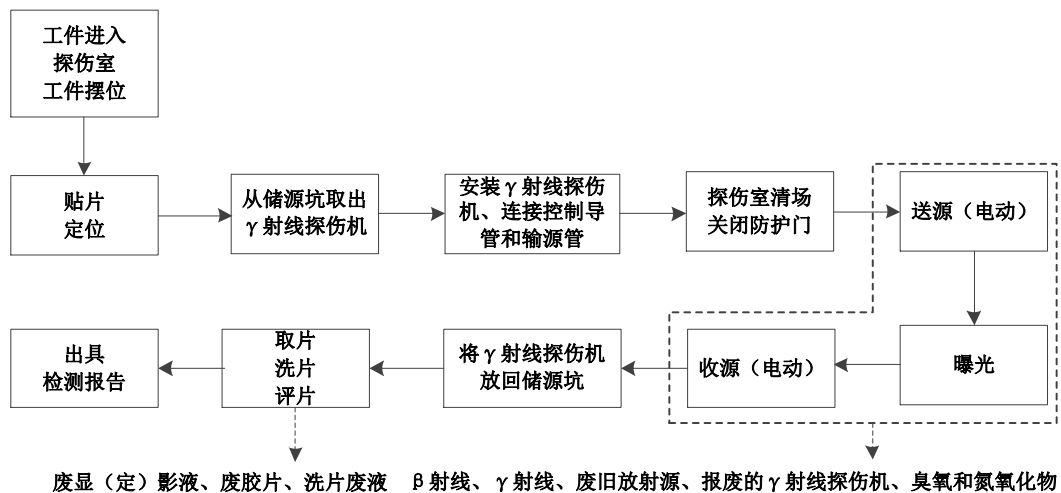 工件进入
探伤室
工件摆位
贴片
定位
从储源坑取出
γ射线探伤机
安装γ射线探伤
机、连接控制导
管和输源管
探伤室清场
关闭防护门
送源（电动）
曝光
收源（电动）
将γ射线探伤机
放回储源坑
取片
洗片
评片
出具
检测报告
废显（定）影液、废胶片、洗片废液
β射线、γ射线、废旧放射源、报废的γ射线探伤机、臭氧和氮氧化物